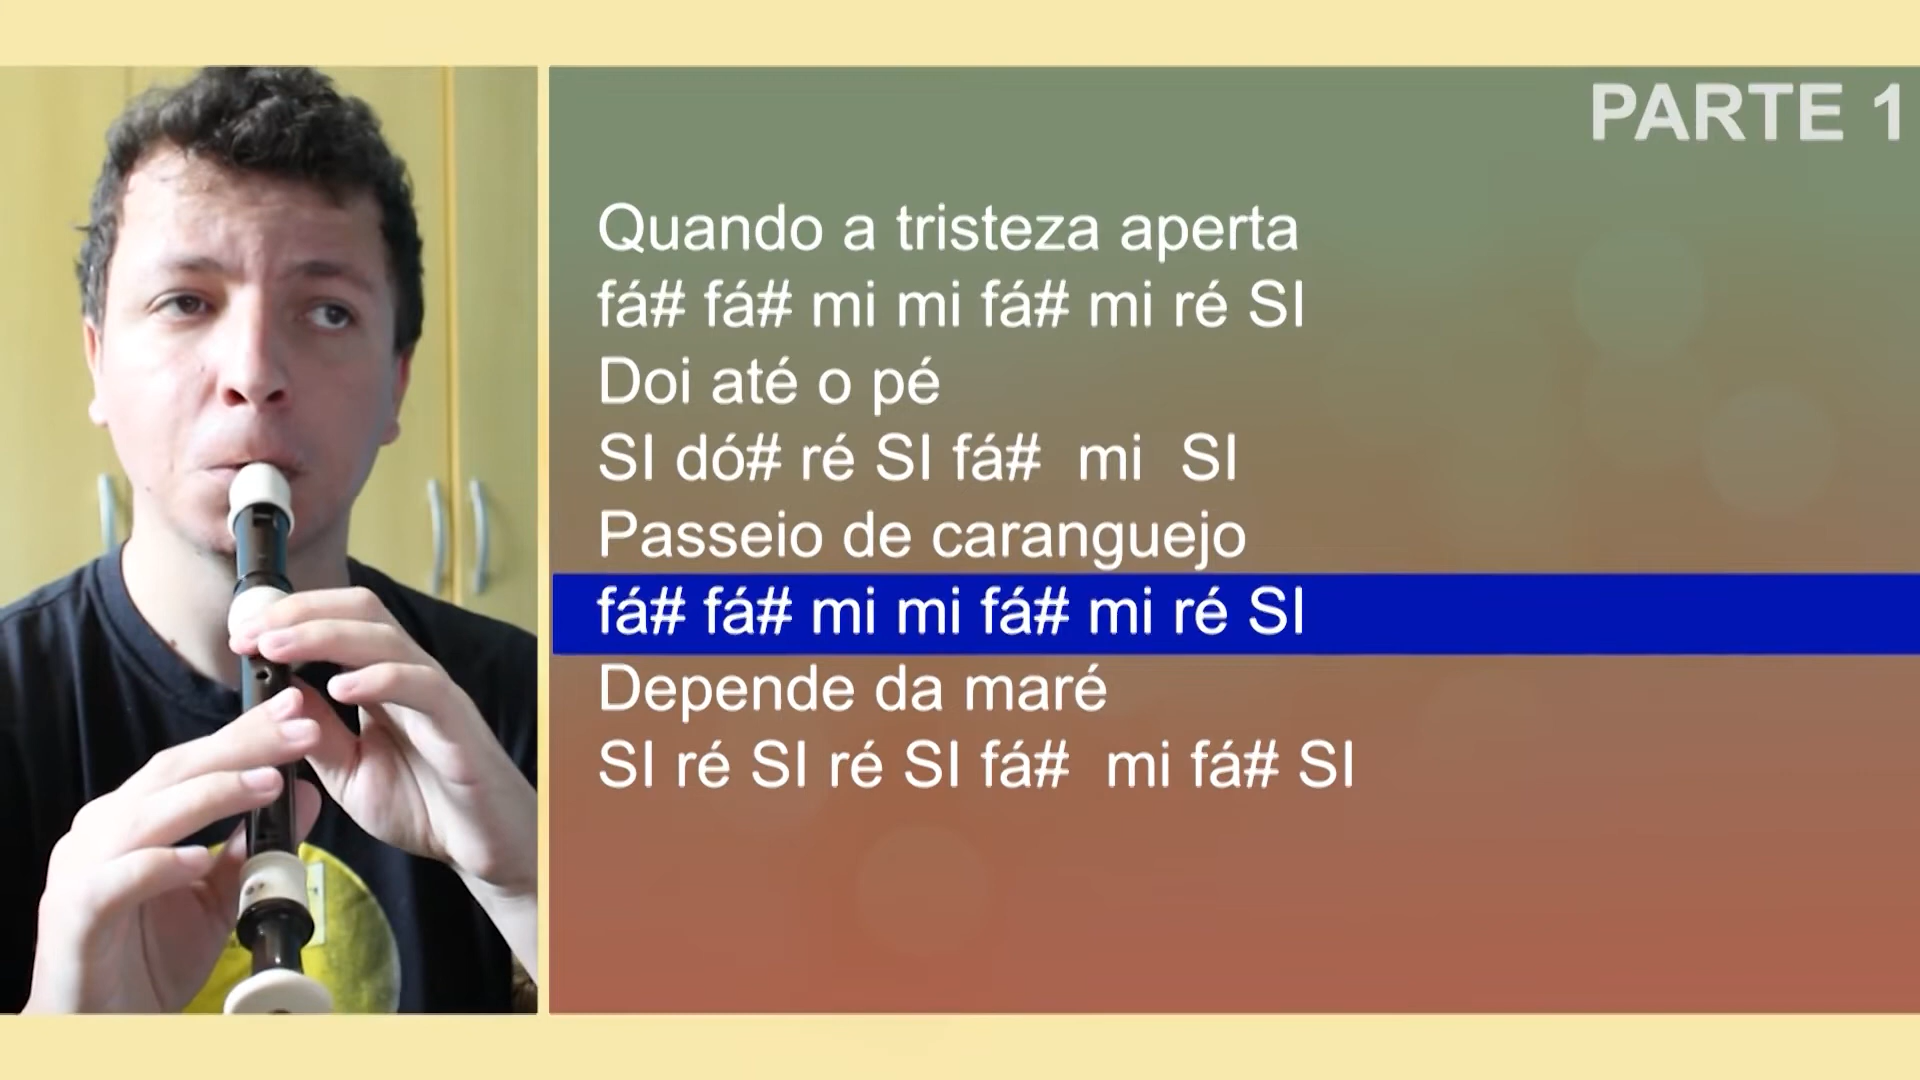 PARTE 1
Quando a tristeza aperta
fá# fá# mi mi fá# mi ré SI
Doi até o pé
SI dó# ré SI fá# mi SI
Passeio de caranguejo
fá# fá# mi mi fá# mi ré SI
Depende da maré
SI ré SI ré SI fá# mi fá# SI